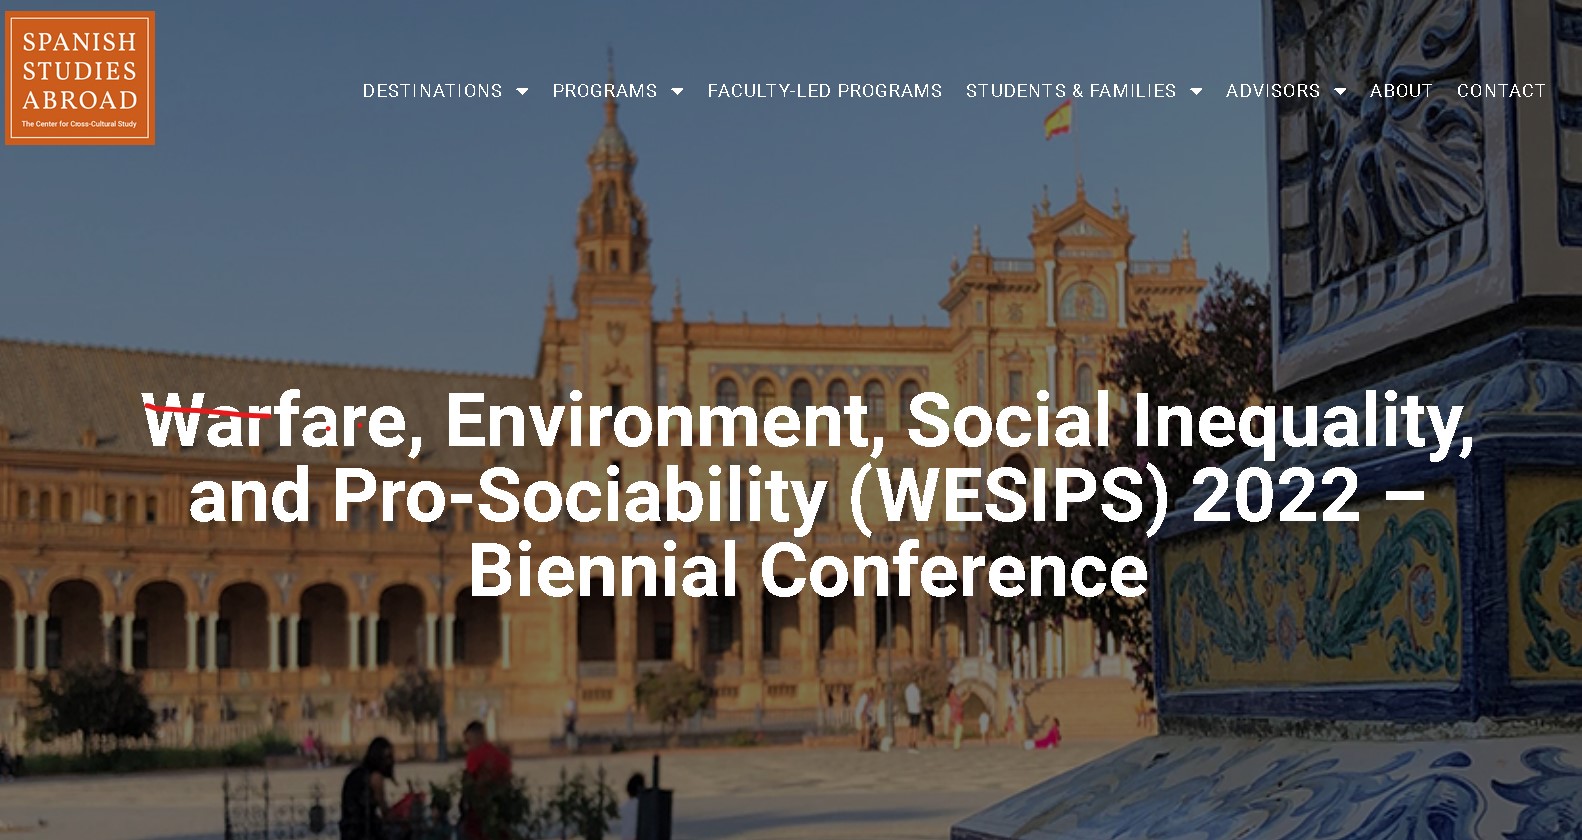 SPANISH
STUDIES
ABROAD
The Center for Cross-Cultural Study
DESTINATIONS PROGRAMS FACULTY-LED PROGRAMS STUDENTS & FAMILIES ADVISORS ABOUT CONTACT
Warfare, Environment, Social Inequality,
and Pro-Sociability (WESIPS) 2022 –
Biennial Conference